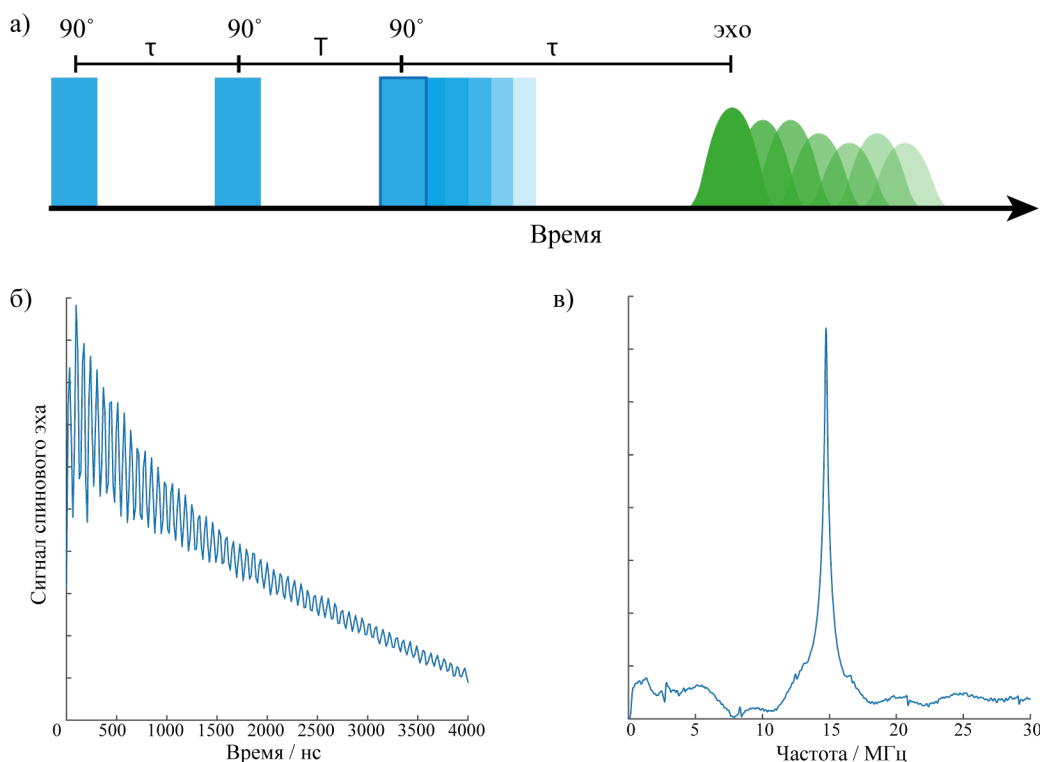 а)
90° 90° 90° эхо
τ T τ
Время
б)
Сигнал спинового эха
0 500 1000 1500 2000 2500 3000 3500 4000
Время / нс
в)
0 5 10 15 20 25 30
Частота / МГц